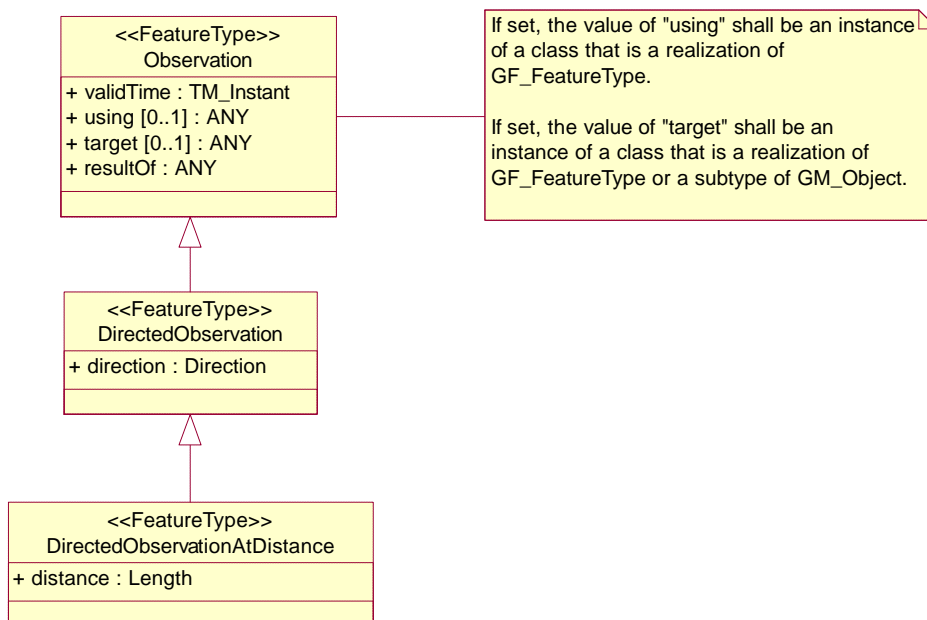 <<FeatureType>>
Observation
+ validTime : TM_Instant
+ using [0..1] : ANY
+ target [0..1] : ANY
+ resultOf : ANY
If set, the value of "using" shall be an instance
of a class that is a realization of
GF_FeatureType.
If set, the value of "target" shall be an
instance of a class that is a realization of
GF_FeatureType or a subtype of GM_Object.
<<FeatureType>>
DirectedObservation
+ direction : Direction
<<FeatureType>>
DirectedObservationAtDistance
+ distance : Length